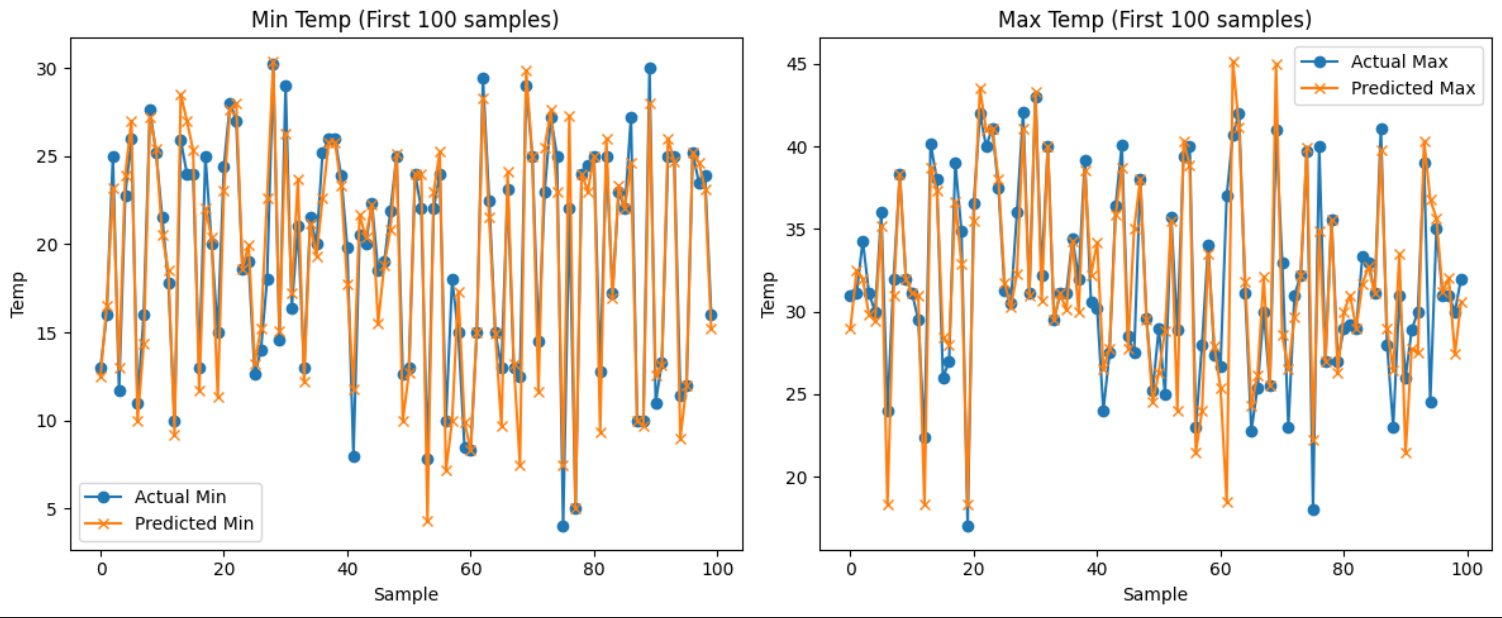 Min Temp (First 100 samples)
30
25
20
15
10
5
Temp
Actual Min
Predicted Min
0 20 40 60 80 100
Sample
Max Temp (First 100 samples)
45
40
35
30
25
20
Temp
Actual Max
Predicted Max
0 20 40 60 80 100
Sample